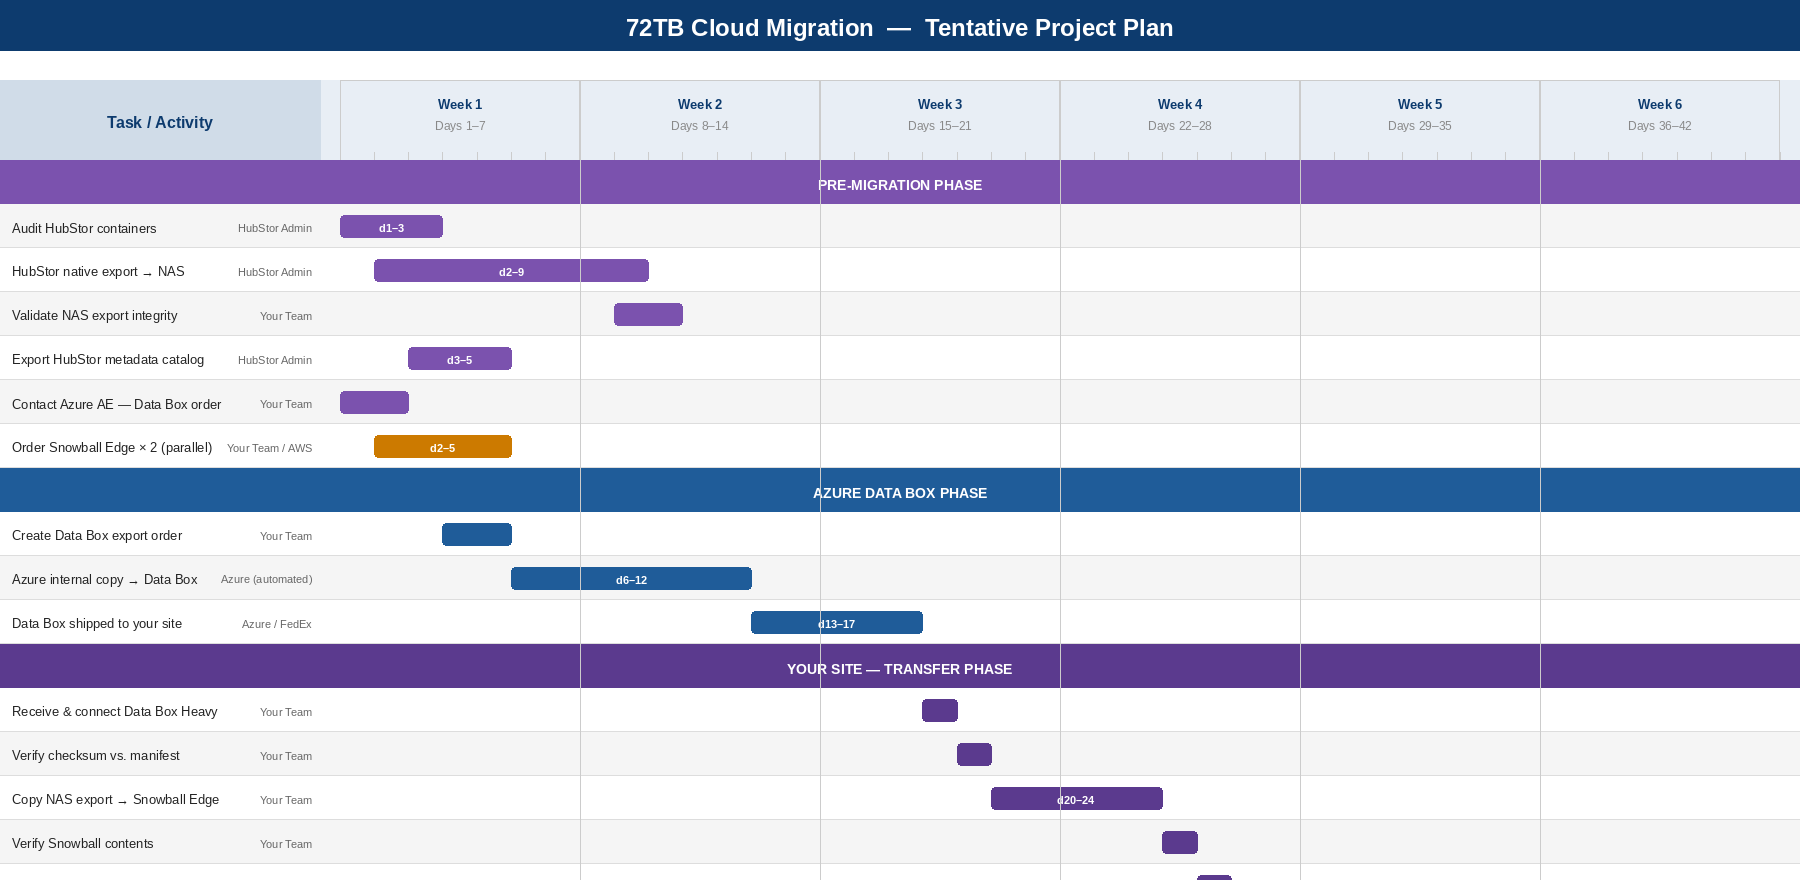 72TB Cloud Migration — Tentative Project Plan
Task / Activity
Week 1
Days 1–7
Week 2
Days 8–14
Week 3
Days 15–21
Week 4
Days 22–28
Week 5
Days 29–35
Week 6
Days 36–42
PRE-MIGRATION PHASE
Audit HubStor containers HubStor Admin d1–3
HubStor native export → NAS HubStor Admin d2–9
Validate NAS export integrity Your Team
Export HubStor metadata catalog HubStor Admin d3–5
Contact Azure AE — Data Box order Your Team
Order Snowball Edge × 2 (parallel) Your Team / AWS d2–5
AZURE DATA BOX PHASE
Create Data Box export order Your Team
Azure internal copy → Data Box Azure (automated) d6–12
Data Box shipped to your site Azure / FedEx d13–17
YOUR SITE — TRANSFER PHASE
Receive & connect Data Box Heavy Your Team
Verify checksum vs. manifest Your Team
Copy NAS export → Snowball Edge Your Team d20–24
Verify Snowball contents Your Team